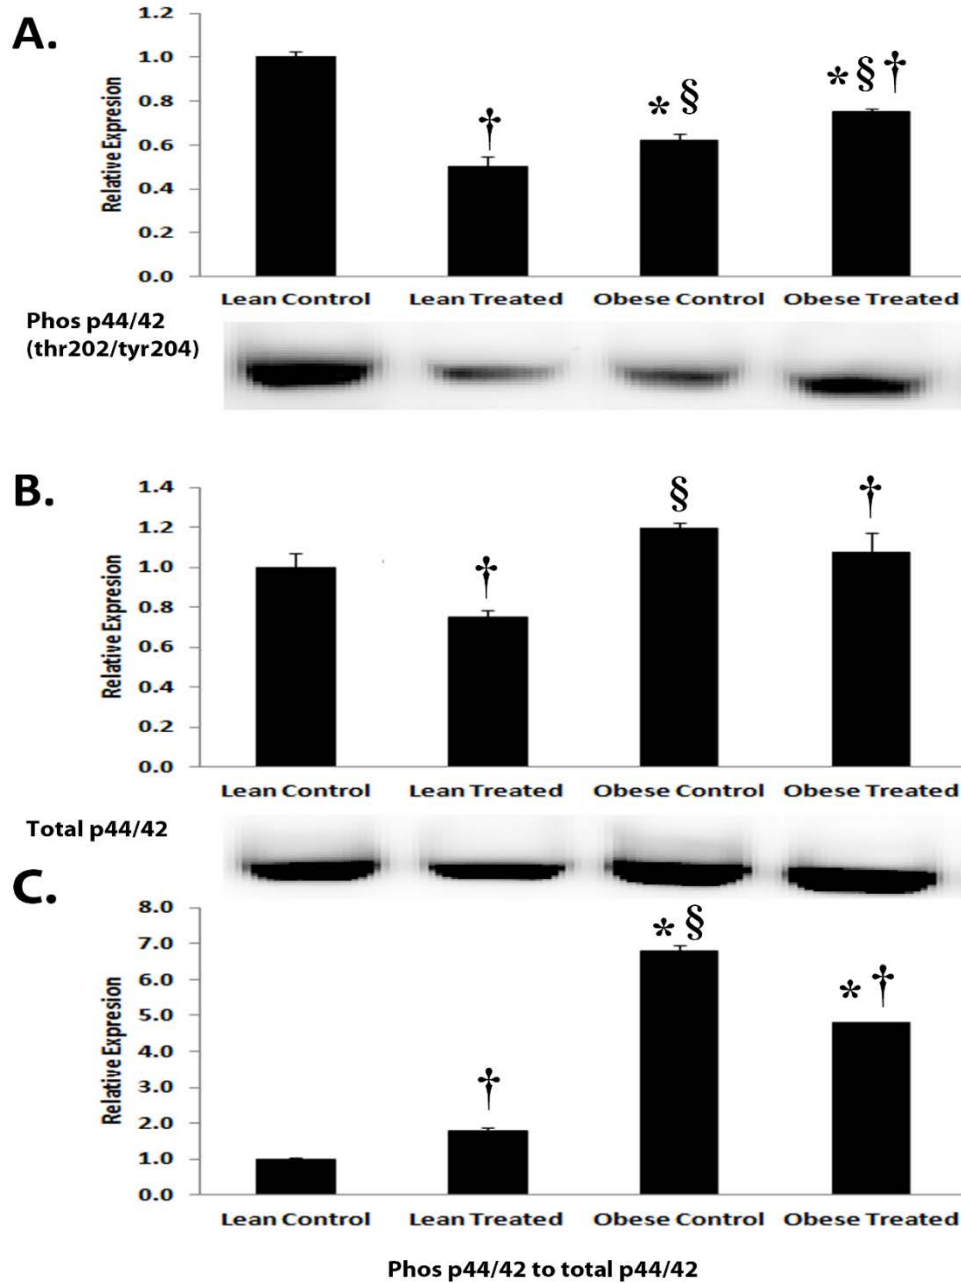 A.
1.2
1.0
0.8
0.6
0.4
0.2
0.0
Relative Expresion
†
* §
* § †
Lean Control Lean Treated Obese Control Obese Treated
Phos p44/42
(thr202/tyr204)
B.
1.4
1.2
1.0
0.8
0.6
0.4
0.2
0.0
Relative Expresion
†
§
†
Lean Control Lean Treated Obese Control Obese Treated
Total p44/42
C.
8.0
7.0
6.0
5.0
4.0
3.0
2.0
1.0
0.0
Relative Expresion
†
* §
* †
Lean Control Lean Treated Obese Control Obese Treated
Phos p44/42 to total p44/42